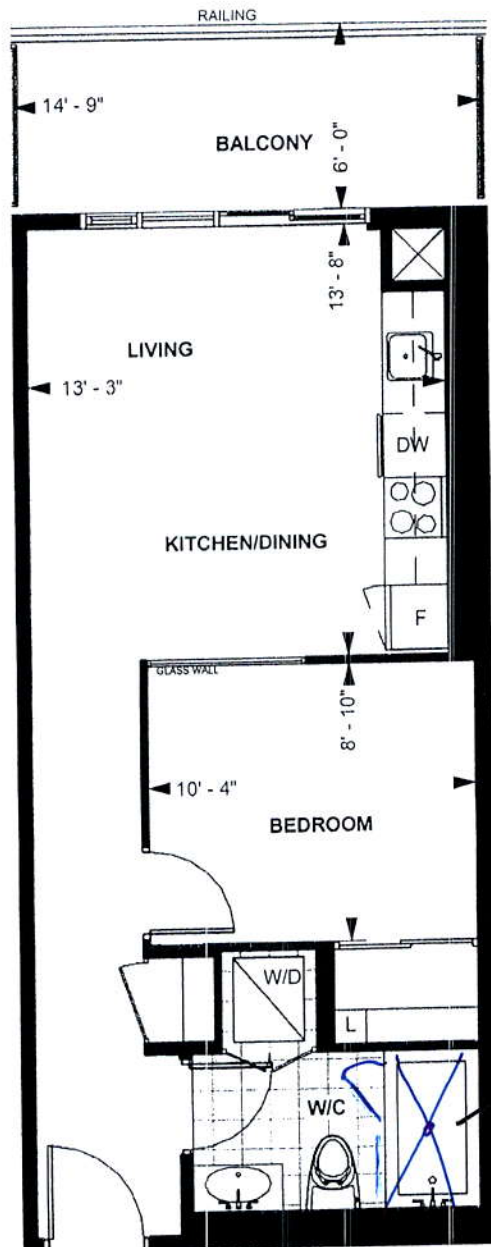 RAILING
14' - 9"
BALCONY
6' - 0"
13' - 8"
LIVING
13' - 3"
DW
KITCHEN/DINING
F
GLASS WALL
8' - 10"
10' - 4"
BEDROOM
W/D
L
W/C